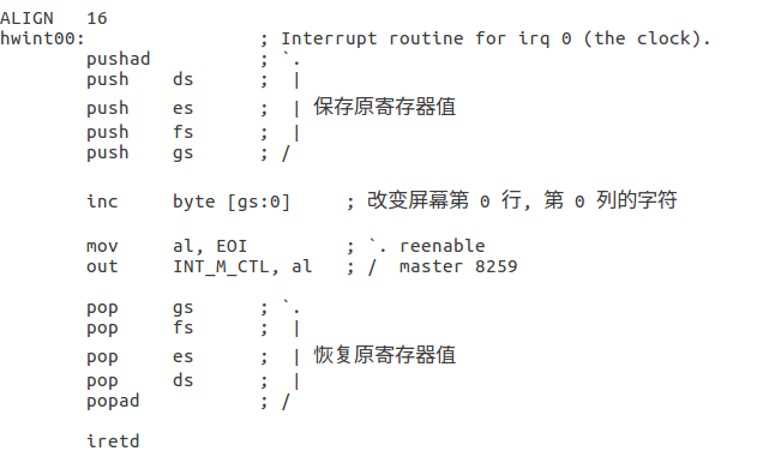 ALIGN   16
hwint00:                ; Interrupt routine for irq 0 (the clock).
        pushad          ; `.
        push    ds      ;  |
        push    es      ;  | 保存原寄存器值
        push    fs      ;  |
        push    gs      ; /
        inc     byte [gs:0]     ; 改变屏幕第 0 行, 第 0 列的字符
        mov     al, EOI         ; `. reenable
        out     INT_M_CTL, al   ; /  master 8259
        pop     gs      ; `.
        pop     fs      ;  |
        pop     es      ;  | 恢复原寄存器值
        pop     ds      ;  |
        popad           ; /
        iretd